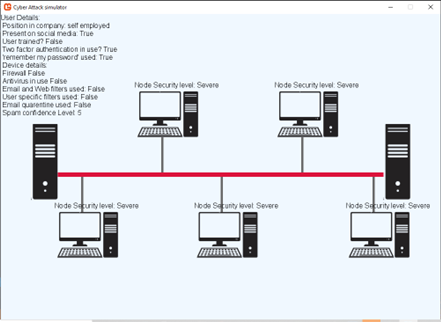 Cyber Attack simulator
User Details:
Position in company: self employed
Present on social media: True
User trained? False
Two factor authentication in use? True
'remember my password' used: True
Device details:
Firewall False
Antivirus in use False
Email and Web filters used: False
User specific filters used: False
Email quarentine used: False
Spam confidence Level: 5
Node Security level: Severe
Node Security level: Severe
Node Security level: Severe
Node Security level: Severe
Node Security level: Severe